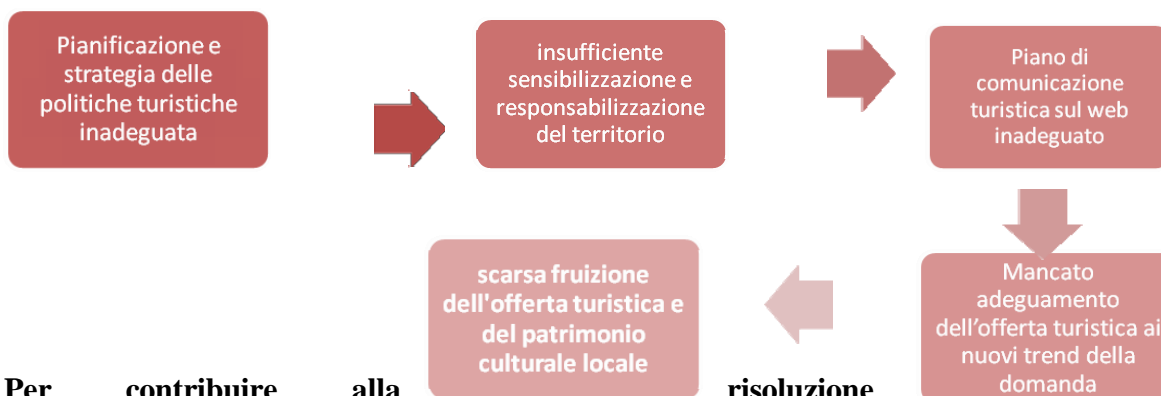 Pianificazione e
strategia delle
politiche turistiche
inadeguata
insufficiente
sensibilizzazione e
responsabilizzazione
del territorio
Piano di
comunicazione
turistica sul web
inadeguato
Mancato
adeguamento
dell’offerta turistica ai
nuovi trend della
domanda
scarsa fruizione
dell'offerta turistica e
del patrimonio
culturale locale
Per contribuire alla risoluzione